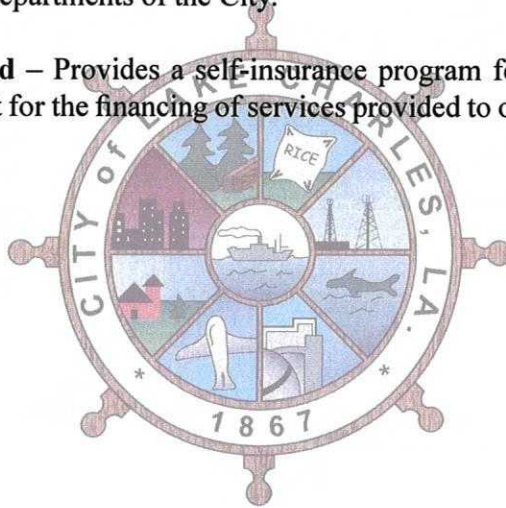 epartments of the City.
d – Provides a self-insurance program fo
t for the financing of services provided to o
CITY of LAKE CHARLES, LA.
RICE
* 1867 *